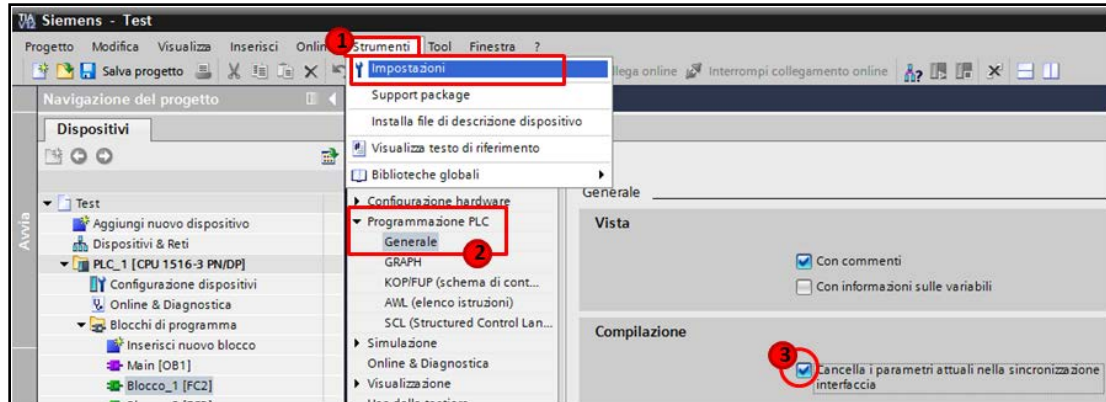 Siemens - Test
Progetto Modifica Visualizza Inserisci Onlin Strumenti Tool Finestra ?
1
Salva progetto
Impostazioni
llega online Interrompi collegamento online
Support package
Installa file di descrizione dispositivo
Visualizza testo di riferimento
Biblioteche globali
Navigazione del progetto
Dispositivi
Avvia
Test
Aggiungi nuovo dispositivo
Dispositivi & Reti
PLC_1 [CPU 1516-3 PN/DP]
Configurazione dispositivi
Online & Diagnostica
Blocchi di programma
Inserisci nuovo blocco
Main [OB1]
Blocco_1 [FC2]
Configurazione hardware
Programmazione PLC
Generale
2
GRAPH
KOP/FUP (schema di cont...
AWL (elenco istruzioni)
SCL (Structured Control Lan...
Simulazione
Online & Diagnostica
Visualizzazione
Generale
Vista
Con commenti
Con informazioni sulle variabili
Compilazione
3
Cancella i parametri attuali nella sincronizzazione
interfaccia